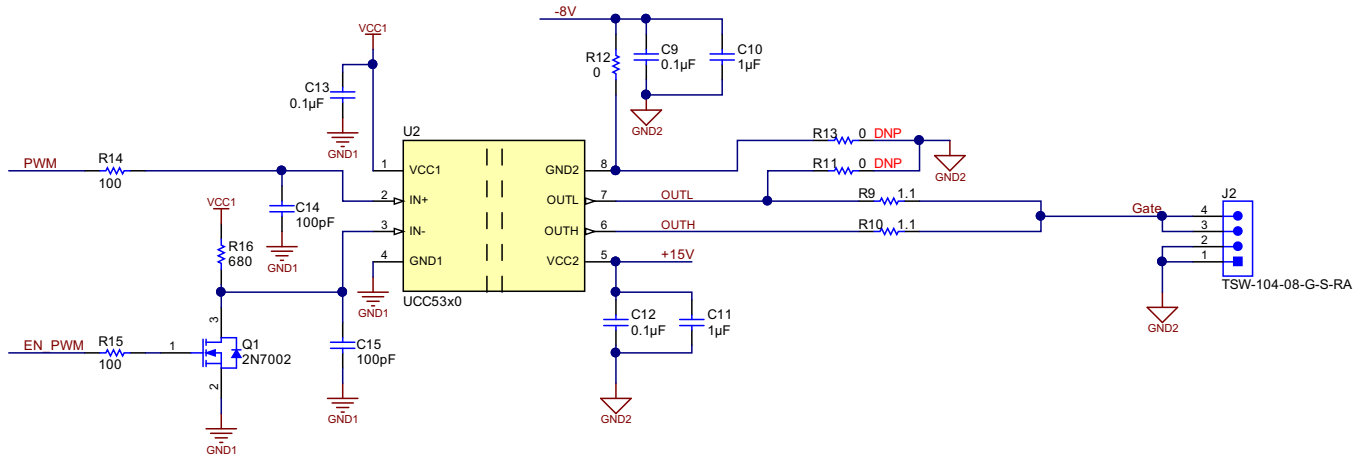 -8V
VCC1
R12
0
C9
0.1µF
C10
1µF
C13
0.1µF
GND1
GND2
U2
R13
0
DNP
PWM
R14
100
1
VCC1
GND2
8
R11
0
DNP
GND2
VCC1
C14
100pF
2
IN+
OUTL
7
OUTL
R9
1.1
J2
Gate
4
3
2
1
R16
680
GND1
3
IN-
OUTH
6
OUTH
R10
1.1
4
GND1
VCC2
5
+15V
TSW-104-08-G-S-RA
GND1
UCC53x0
C12
0.1µF
C11
1µF
GND2
3
EN_PWM
R15
100
1
Q1
2N7002
2
C15
100pF
GND2
GND1
GND1